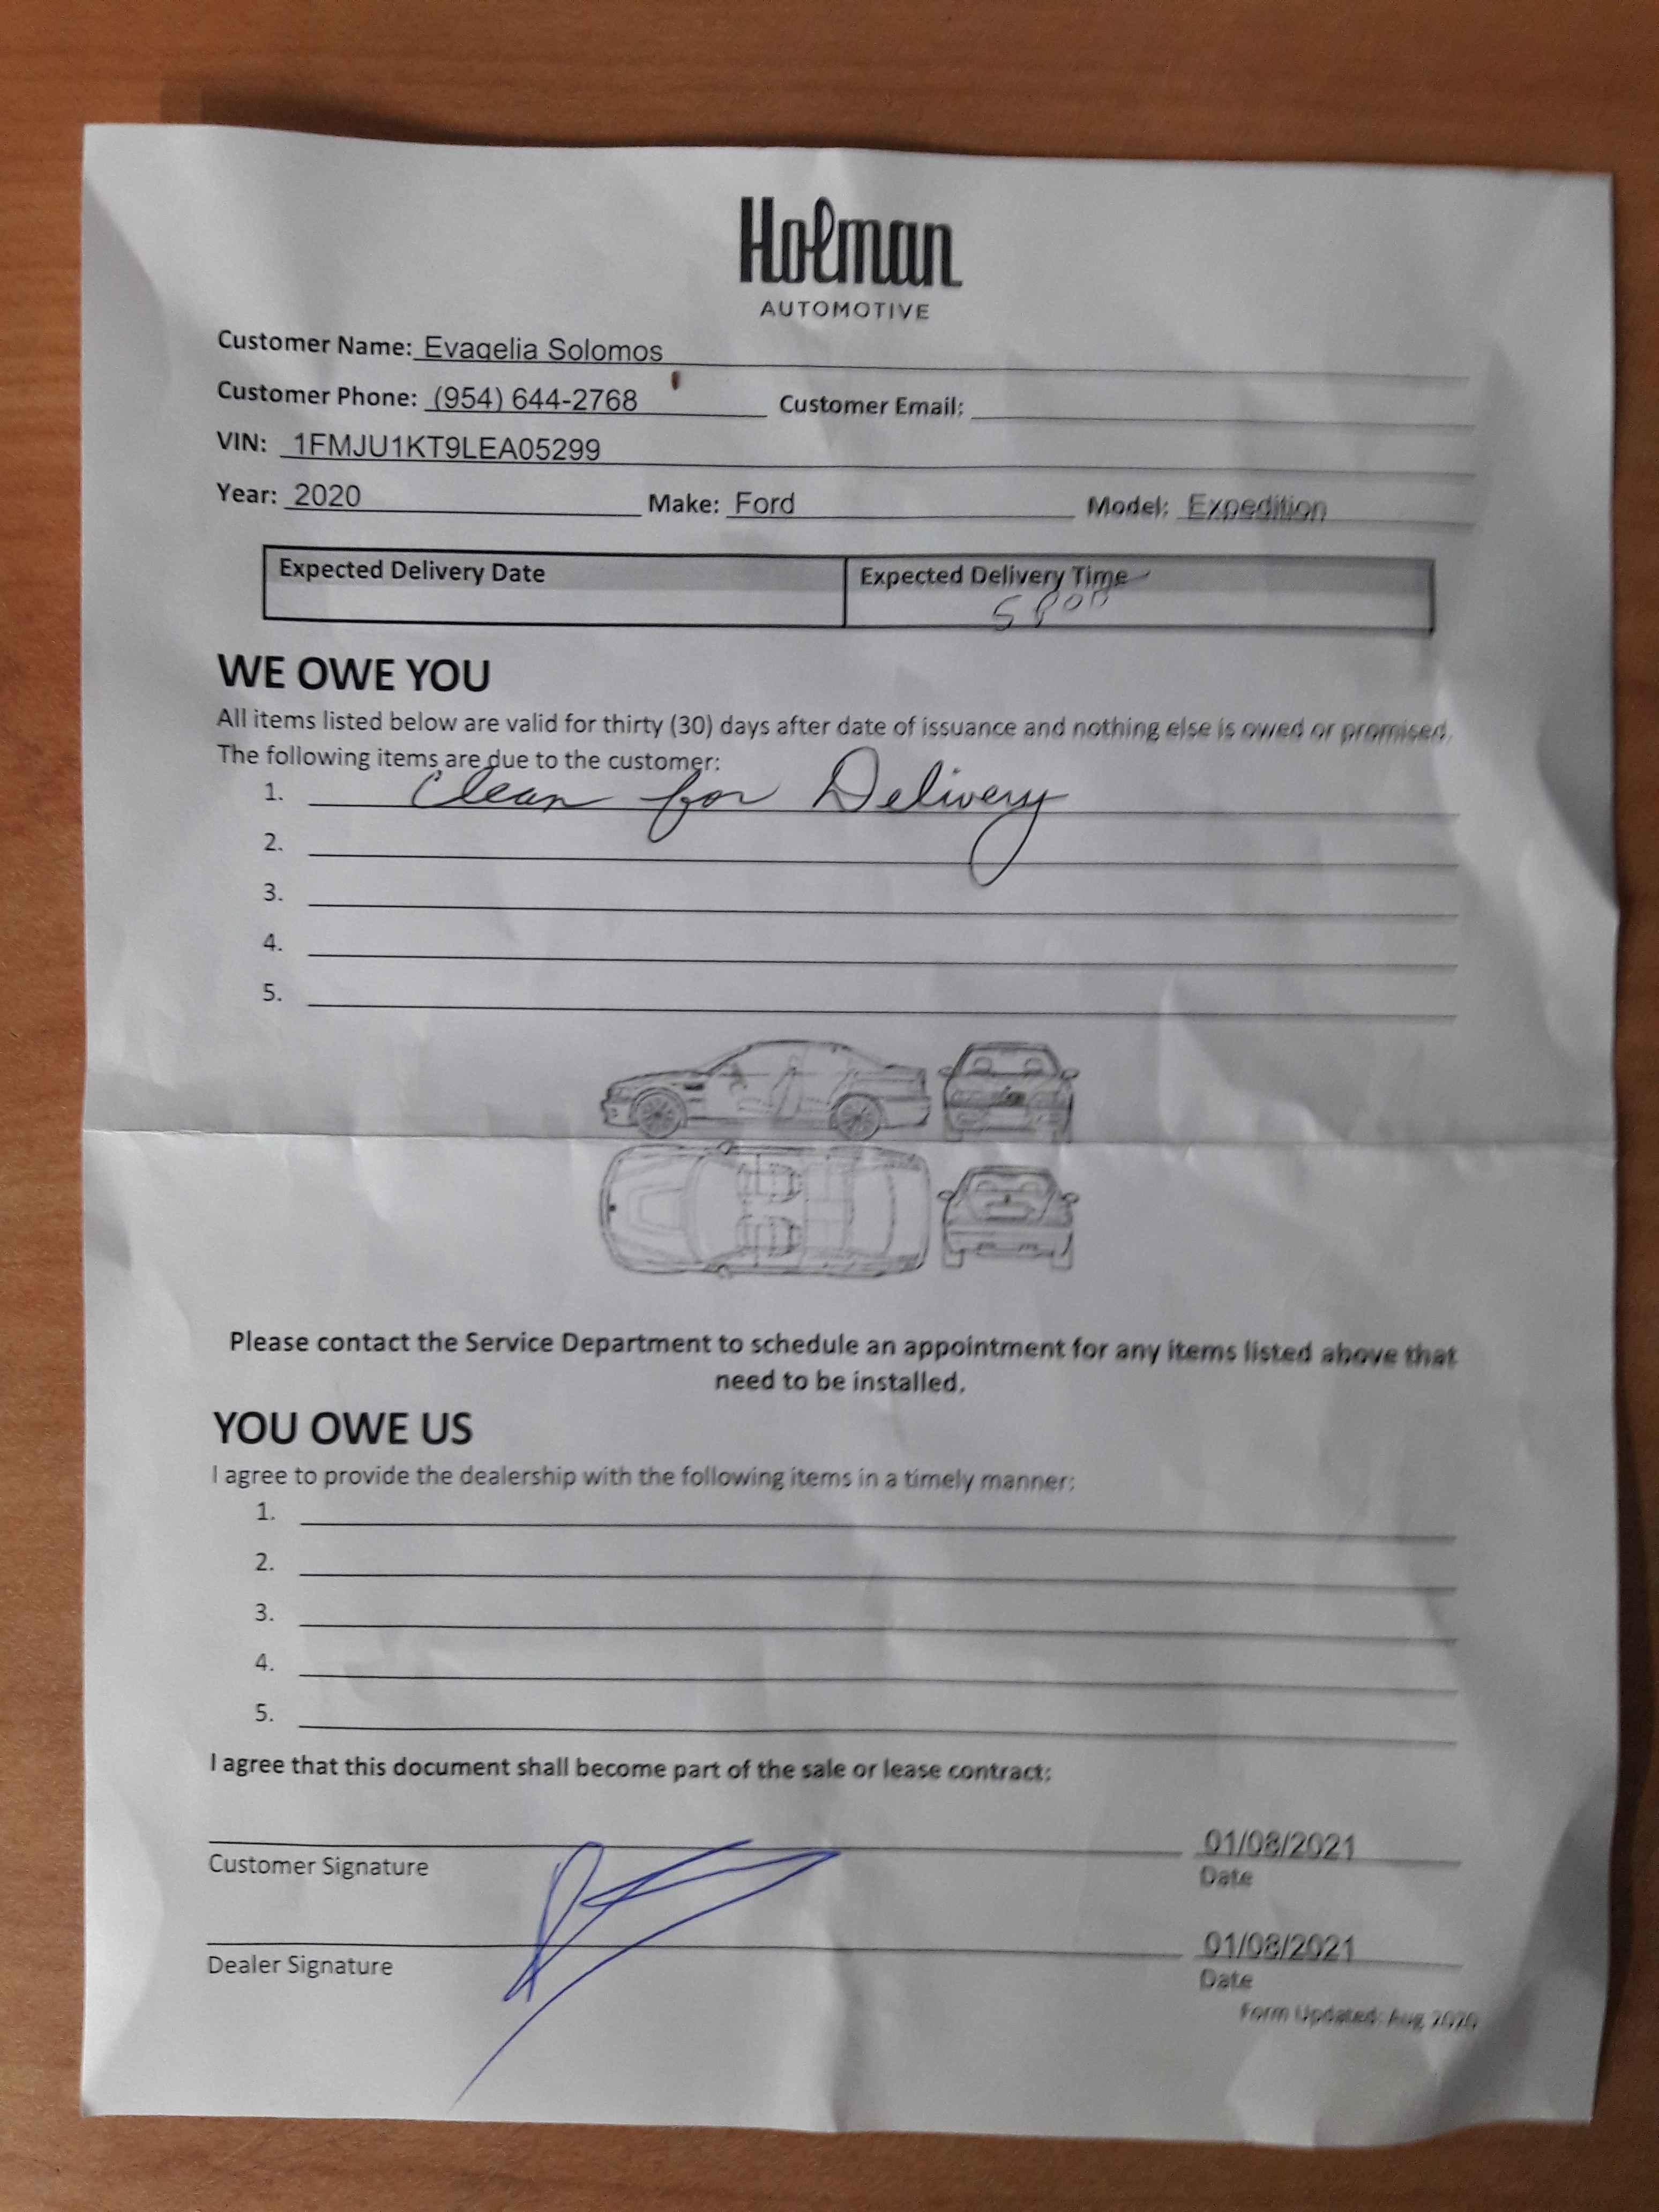 Holman
AUTOMOTIVE
Customer Name: Evagelia Solomos
Customer Phone: (954) 644-2768 Customer Email:
VIN: 1FMJU1KT9LEA05299
Year: 2020 Make: Ford Model: Expedition
Expected Delivery Date Expected Delivery Time
WE OWE YOU
All items listed below are valid for thirty (30) days after date of issuance and nothing else is owed or promised.
The following items are due to the customer:
1. Clean for Delivery
2.
3.
4.
5.
Please contact the Service Department to schedule an appointment for any items listed above that
need to be installed.
YOU OWE US
I agree to provide the dealership with the following items in a timely manner:
1.
2.
3.
4.
5.
I agree that this document shall become part of the sale or lease contract:
01/08/2021
Customer Signature Date
01/08/2021
Dealer Signature Date
Form Updated: Aug 2020